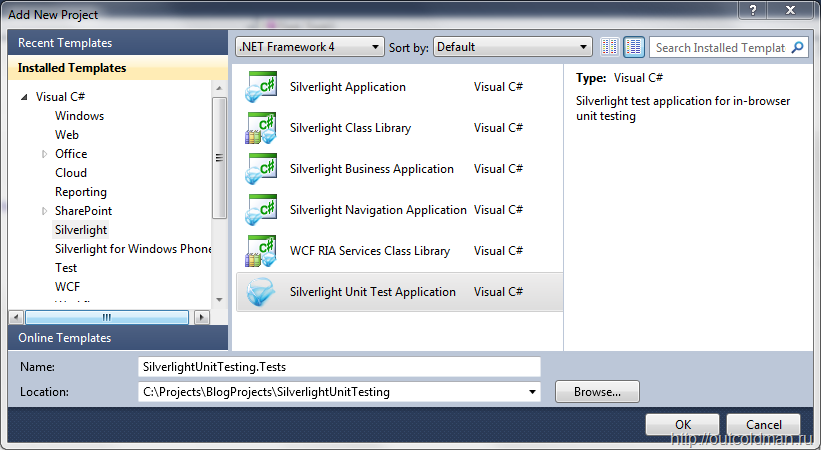 Add New Project
Recent Templates
Installed Templates
Visual C#
Windows
Web
Office
Cloud
Reporting
SharePoint
Silverlight
Silverlight for Windows Phone
Test
WCF
Online Templates
.NET Framework 4
Sort by: Default
Search Installed Templat
Silverlight Application Visual C#
Silverlight Class Library Visual C#
Silverlight Business Application Visual C#
Silverlight Navigation Application Visual C#
WCF RIA Services Class Library Visual C#
Silverlight Unit Test Application Visual C#
Type: Visual C#
Silverlight test application for in-browser
unit testing
Name: SilverlightUnitTesting.Tests
Location: C:\Projects\BlogProjects\SilverlightUnitTesting
Browse...
OK Cancel
http://outcoldman.ru